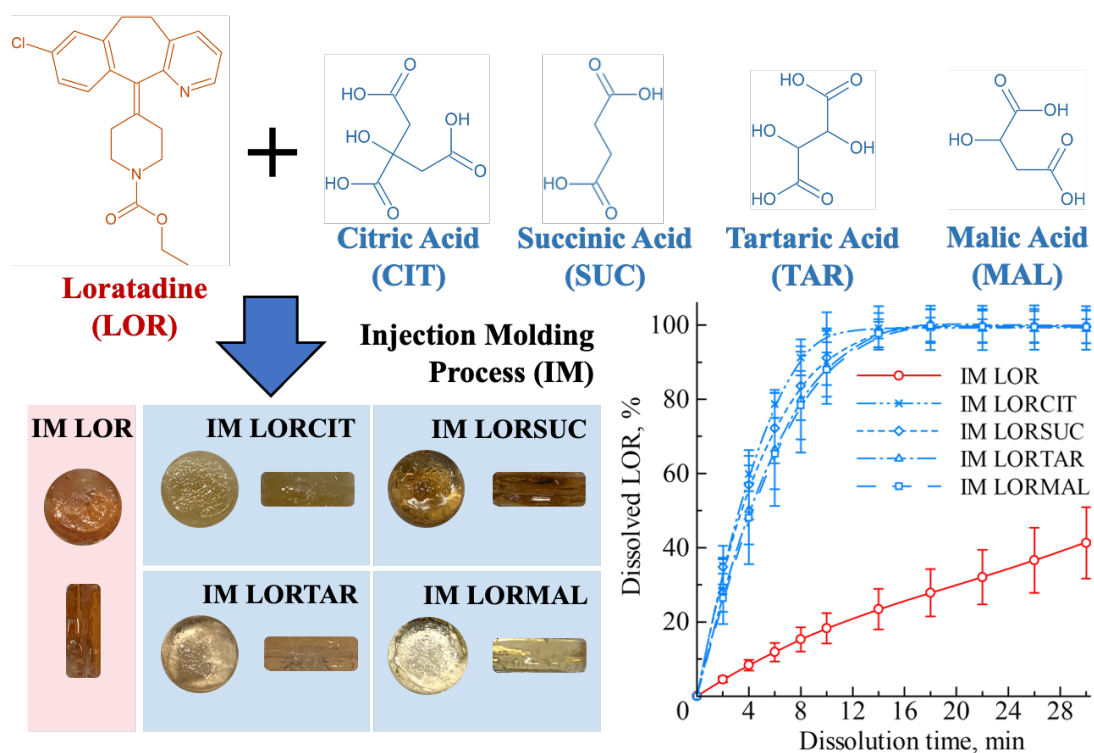 Cl
N
N
O
O
O
HO
HO
OH
O
HO
O
O
OH
O
HO
O
HO
O
HO
OH
O
O
OH
HO
O
OH
Citric Acid
(CIT)
Succinic Acid
(SUC)
Tartaric Acid
(TAR)
Malic Acid
(MAL)
Loratadine
(LOR)
Injection Molding
Process (IM)
IM LOR
IM LORCIT
IM LORSUC
IM LORTAR
IM LORMAL
Dissolved LOR, %
100
80
60
40
20
0
4 8 12 16 20 24 28
Dissolution time, min
IM LOR
IM LORCIT
IM LORSUC
IM LORTAR
IM LORMAL